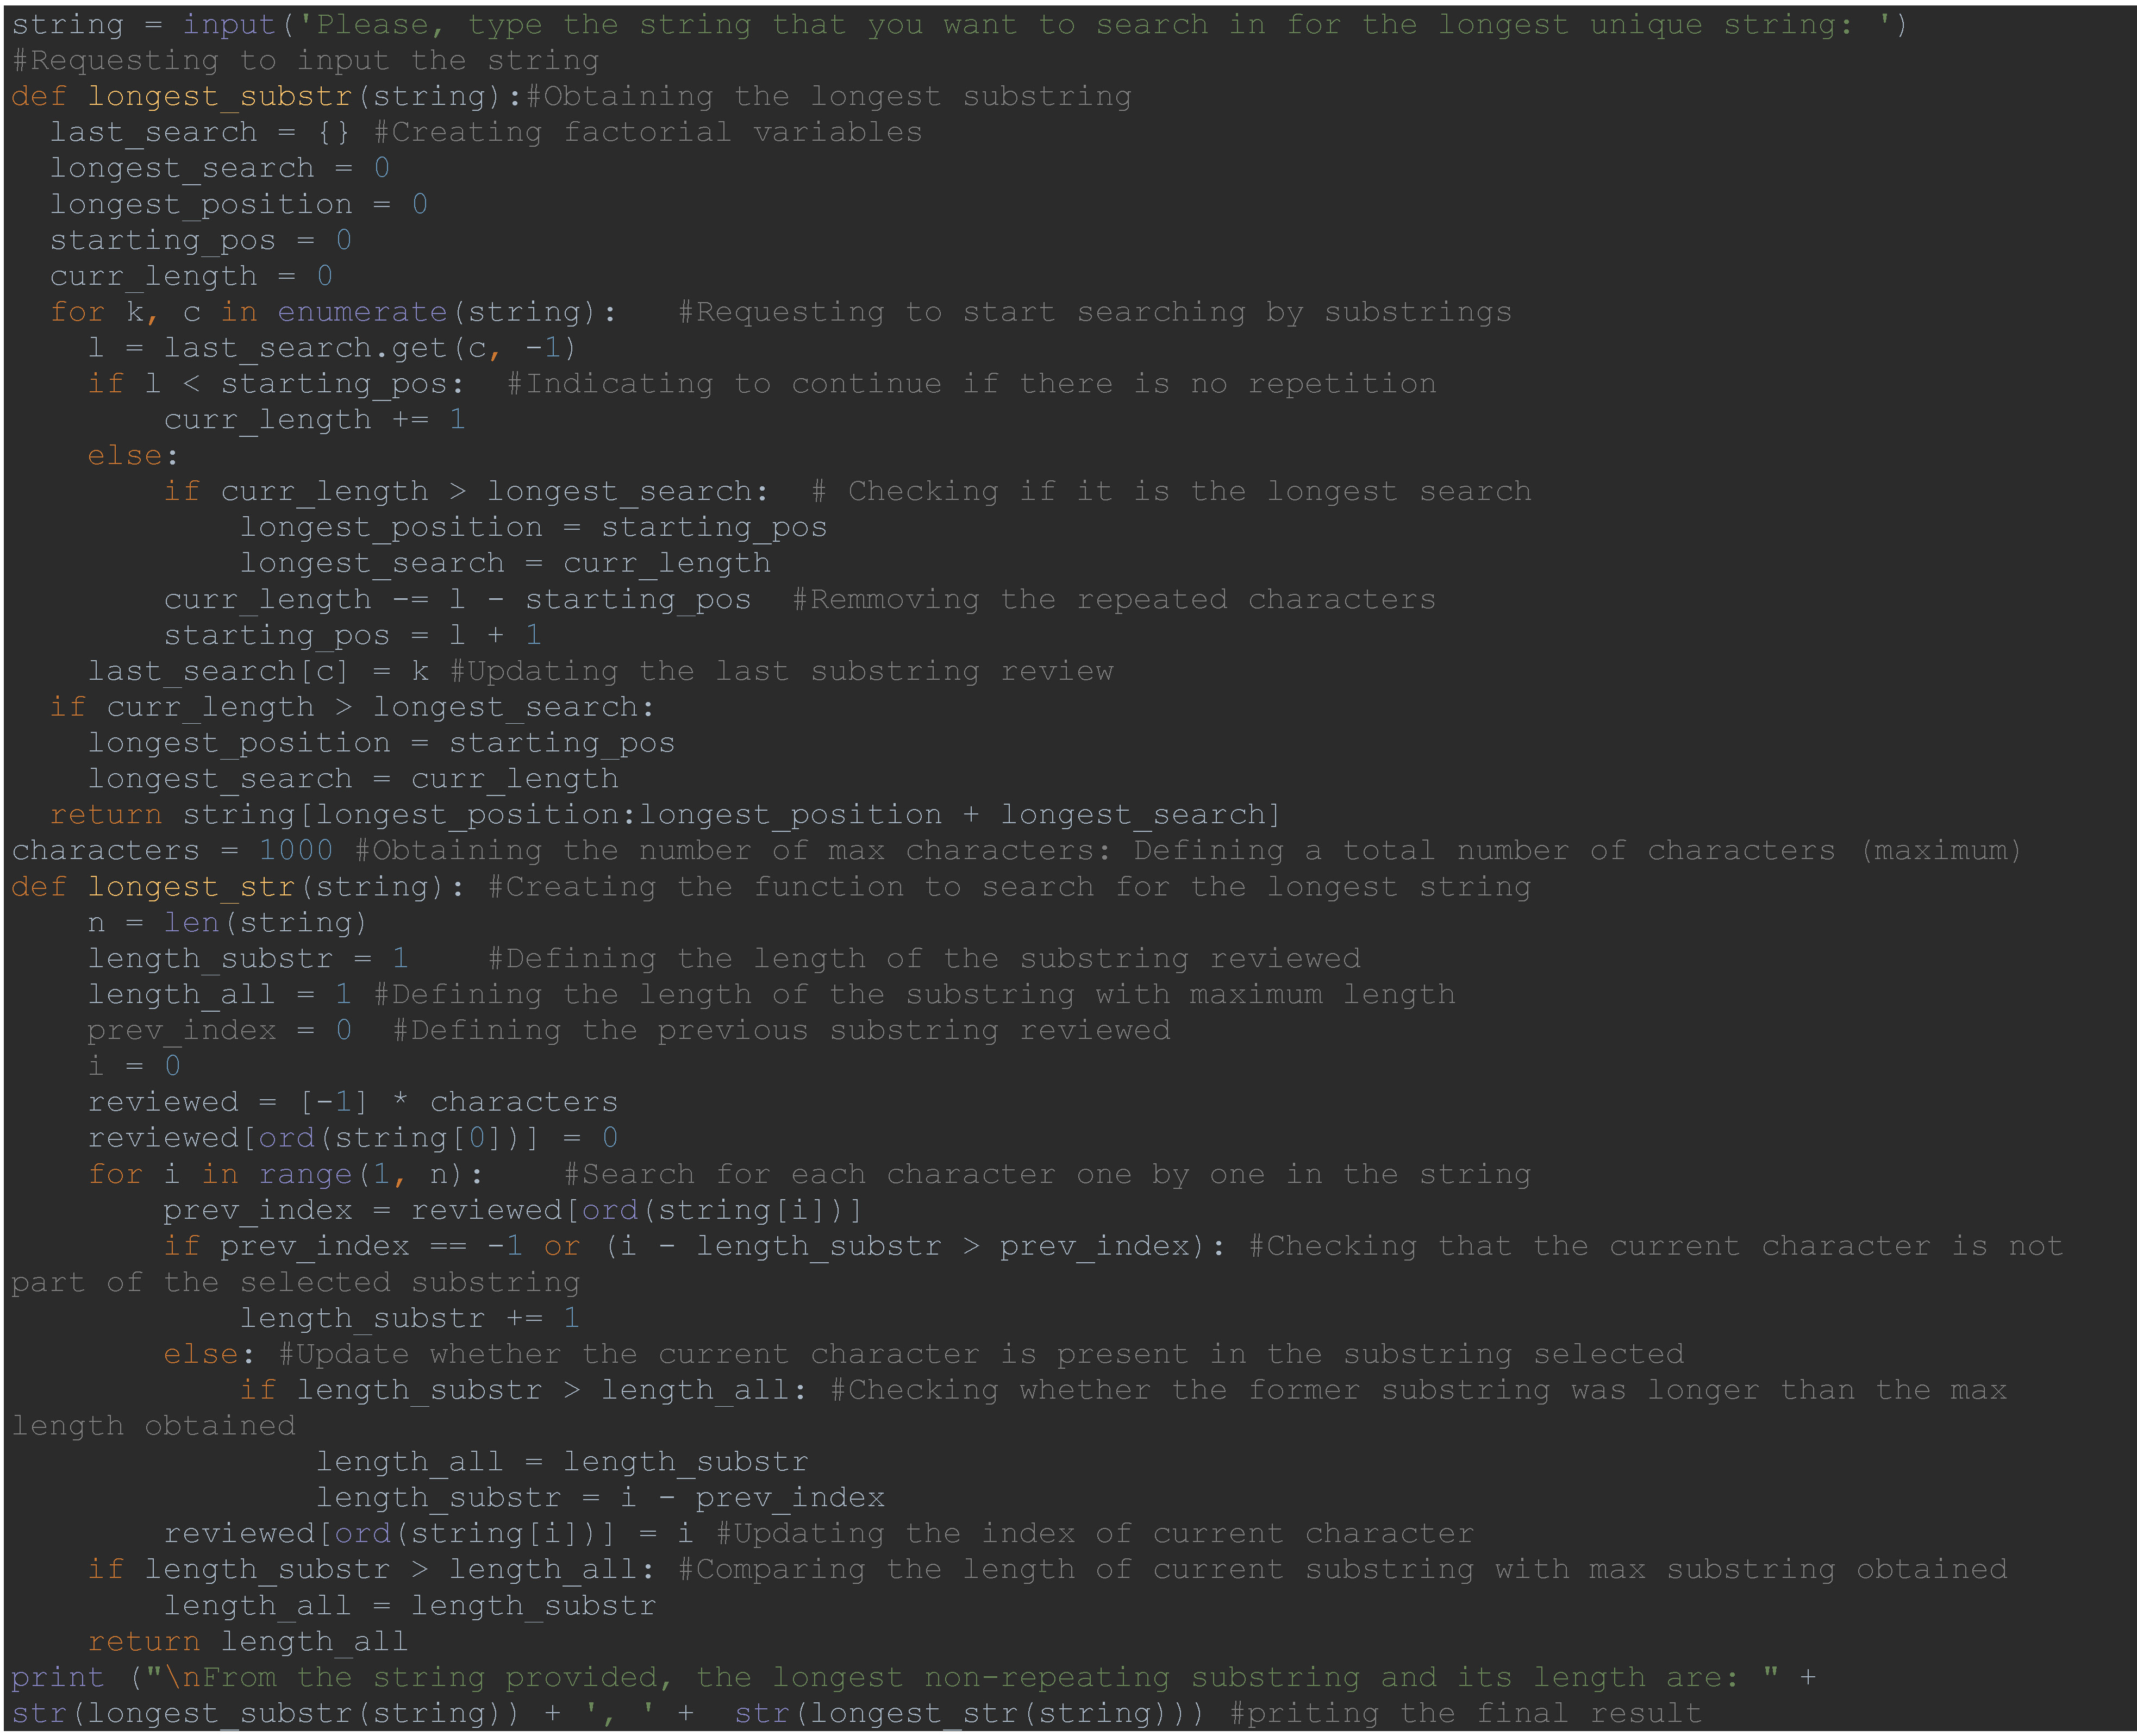 string = input('Please, type the string that you want to search in for the longest unique string: ')
#Requesting to input the string
def longest_substr(string):#Obtaining the longest substring
  last_search = {} #Creating factorial variables
  longest_search = 0
  longest_position = 0
  starting_pos = 0
  curr_length = 0
  for k, c in enumerate(string):   #Requesting to start searching by substrings
    l = last_search.get(c, -1)
    if l < starting_pos:  #Indicating to continue if there is no repetition
        curr_length += 1
    else:
        if curr_length > longest_search:  # Checking if it is the longest search
            longest_position = starting_pos
            longest_search = curr_length
        curr_length -= l - starting_pos  #Remmoving the repeated characters
        starting_pos = l + 1
    last_search[c] = k #Updating the last substring review
  if curr_length > longest_search:
    longest_position = starting_pos
    longest_search = curr_length
  return string[longest_position:longest_position + longest_search]
characters = 1000 #Obtaining the number of max characters: Defining a total number of characters (maximum)
def longest_str(string): #Creating the function to search for the longest string
    n = len(string)
    length_substr = 1    #Defining the length of the substring reviewed
    length_all = 1 #Defining the length of the substring with maximum length
    prev_index = 0  #Defining the previous substring reviewed
    i = 0
    reviewed = [-1] * characters
    reviewed[ord(string[0])] = 0
    for i in range(1, n):    #Search for each character one by one in the string
        prev_index = reviewed[ord(string[i])]
        if prev_index == -1 or (i - length_substr > prev_index): #Checking that the current character is not
part of the selected substring
            length_substr += 1
        else: #Update whether the current character is present in the substring selected
            if length_substr > length_all: #Checking whether the former substring was longer than the max
length obtained
                length_all = length_substr
                length_substr = i - prev_index
        reviewed[ord(string[i])] = i #Updating the index of current character
    if length_substr > length_all: #Comparing the length of current substring with max substring obtained
        length_all = length_substr
    return length_all
print ("\nFrom the string provided, the longest non-repeating substring and its length are: " +
str(longest_substr(string)) + ', ' +  str(longest_str(string))) #priting the final result